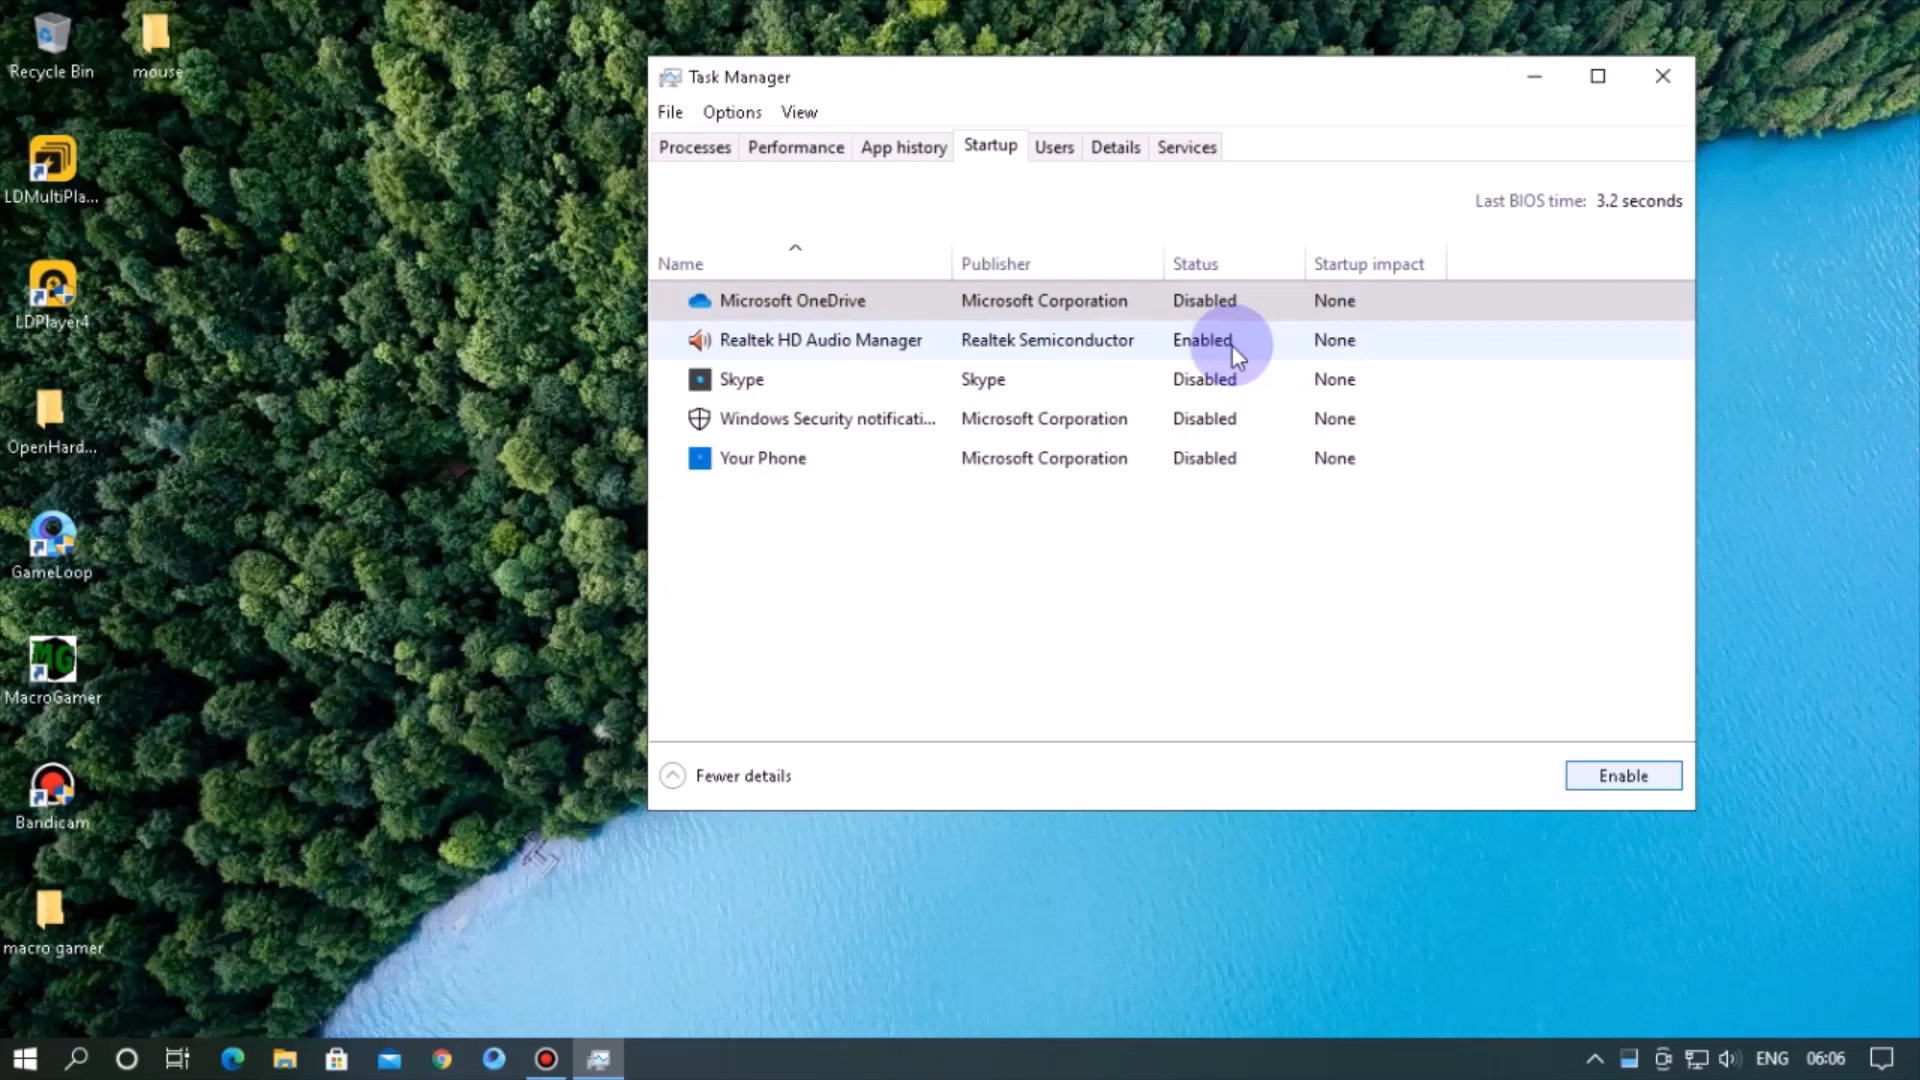 Recycle Bin
mouse
LDMultiPla...
LDPlayer4
OpenHard...
GameLoop
MG
MacroGamer
Bandicam
macro gamer
Task Manager
File Options View
Processes Performance App history Startup Users Details Services
Last BIOS time: 3.2 seconds
Name Publisher Status Startup impact
Microsoft OneDrive Microsoft Corporation Disabled None
Realtek HD Audio Manager Realtek Semiconductor Enabled None
Skype Skype Disabled None
Windows Security notificati... Microsoft Corporation Disabled None
Your Phone Microsoft Corporation Disabled None
Fewer details Enable
ENG 06:06